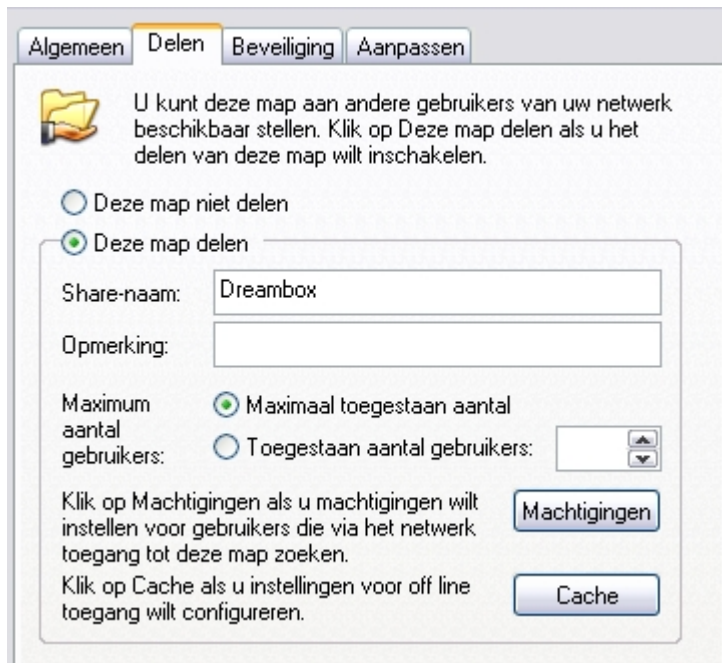 Algemeen Delen Beveiliging Aanpassen
U kunt deze map aan andere gebruikers van uw netwerk
beschikbaar stellen. Klik op Deze map delen als u het
delen van deze map wilt inschakelen.
Deze map niet delen
Deze map delen
Share-naam: Dreambox
Opmerking:
Maximum
aantal
gebruikers:
Maximaal toegestaan aantal
Toegestaan aantal gebruikers:
Klik op Machtigingen als u machtigingen wilt
instellen voor gebruikers die via het netwerk
toegang tot deze map zoeken.
Machtigingen
Klik op Cache als u instellingen voor off line
toegang wilt configureren.
Cache